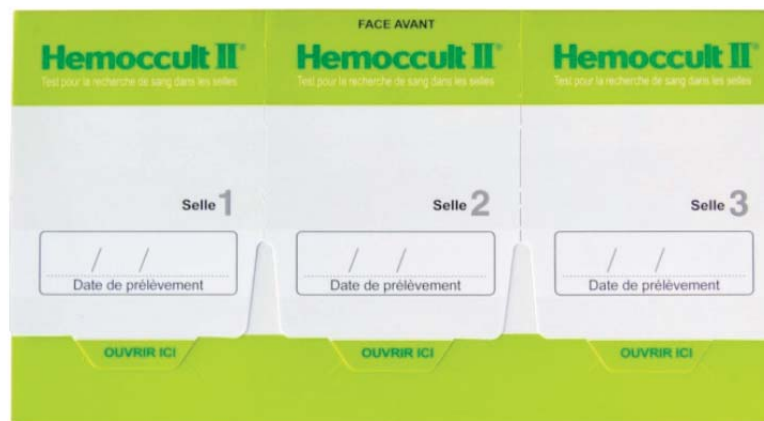 FACE AVANT
Hemoccult II®
Test pour la recherche de sang dans les selles
Selle 1
/ /
Date de prélèvement
OUVRIR ICI
Hemoccult II®
Test pour la recherche de sang dans les selles
Selle 2
/ /
Date de prélèvement
OUVRIR ICI
Hemoccult II®
Test pour la recherche de sang dans les selles
Selle 3
/ /
Date de prélèvement
OUVRIR ICI